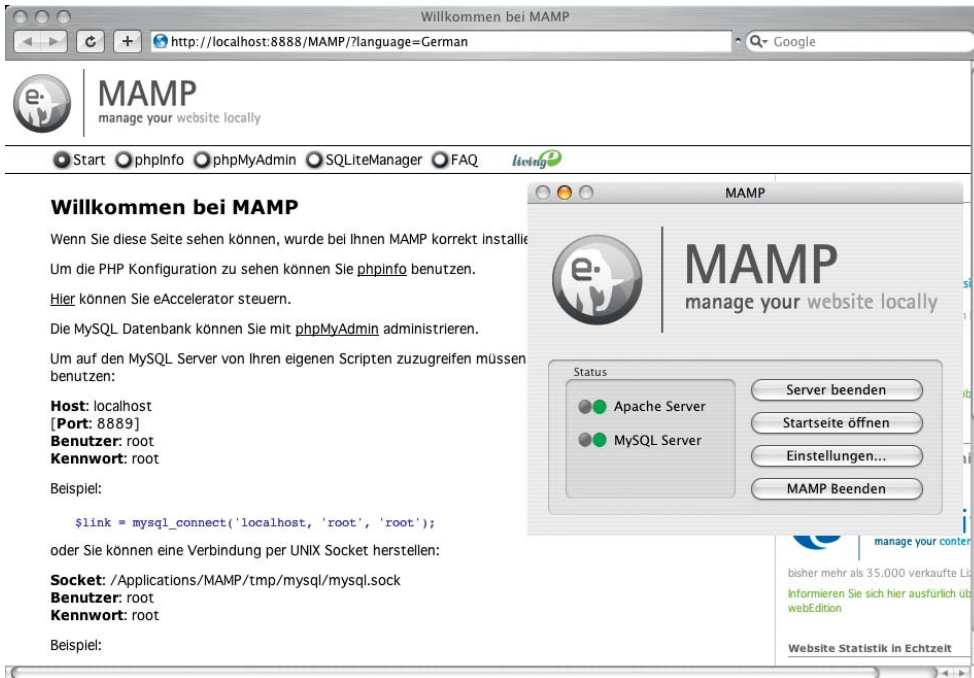 Willkommen bei MAMP
http://localhost:8888/MAMP/?language=German
Google
e.
MAMP
manage your website locally
Start phpInfo phpMyAdmin SQLiteManager FAQ living e
Willkommen bei MAMP
Wenn Sie diese Seite sehen können, wurde bei Ihnen MAMP korrekt
Um die PHP Konfiguration zu sehen können Sie phpinfo benutzen.
Hier können Sie eAccelerator steuern.
Die MySQL Datenbank können Sie mit phpMyAdmin administrieren.
Um auf den MySQL Server von Ihren eigenen Scripten zuzugreifen müssen
benutzen:
Host: localhost
[Port: 8889]
Benutzer: root
Kennwort: root
Beispiel:
$link = mysql_connect('localhost, 'root', 'root');
oder Sie können eine Verbindung per UNIX Socket herstellen:
Socket: /Applications/MAMP/tmp/mysql/mysql.sock
Benutzer: root
Kennwort: root
Beispiel:
MAMP
e.
MAMP
manage your website locally
Status
Apache Server
MySQL Server
Server beenden
Startseite öffnen
Einstellungen...
MAMP Beenden
manage your conter
bisher mehr als 35.000 verkaufte
Informieren Sie sich hier ausfürlich üb
webEdition
Website Statistik in Echtzeit